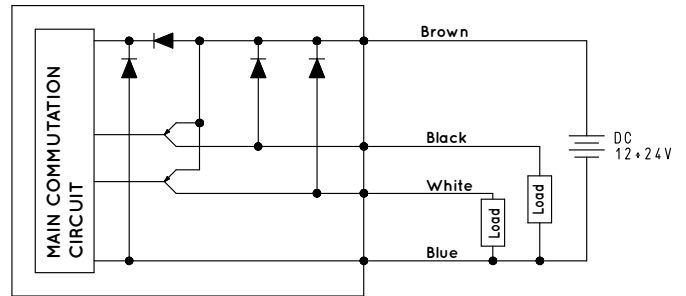 MAIN COMMUTATION
CIRCUIT
Brown
Black
White
Blue
Load
Load
DC
12÷24V